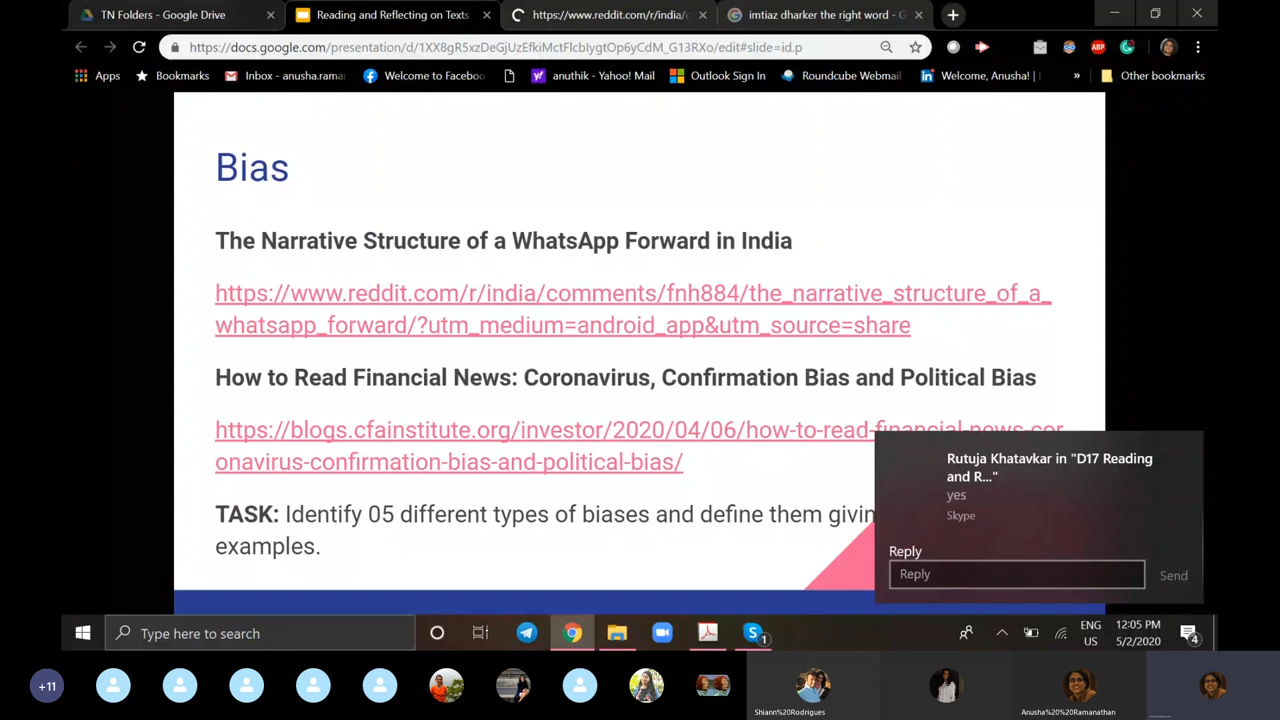 TN Folders - Google Drive
Reading and Reflecting on Texts
https://www.reddit.com/r/india/c
imtiaz dharker the right word - G
https://docs.google.com/presentation/d/1XX8gR5xzDeGjUzEfkiMctFlcbIygtOp6yCdM_G13RXo/edit#slide=id.p
ABP
Apps
Bookmarks
Inbox - anusha.raman
Welcome to Faceboo
anuthik - Yahoo! Mail
Outlook Sign In
Roundcube Webmail
Welcome, Anusha! |
»
Other bookmarks
Bias
The Narrative Structure of a WhatsApp Forward in India
https://www.reddit.com/r/india/comments/fnh884/the_narrative_structure_of_a_
whatsapp_forward/?utm_medium=android_app&utm_source=share
How to Read Financial News: Coronavirus, Confirmation Bias and Political Bias
https://blogs.cfainstitute.org/investor/2020/04/06/how-to-read-financial-news-cor
onavirus-confirmation-bias-and-political-bias/
TASK: Identify 05 different types of biases and define them givin
examples.
Rutuja Khatavkar in "D17 Reading
and R..."
yes
Skype
Reply
Reply
Send
Type here to search
1
ENG
US
12:05 PM
5/2/2020
4
+11
Shiann%20Rodrigues
Anusha%20%20Ramanathan